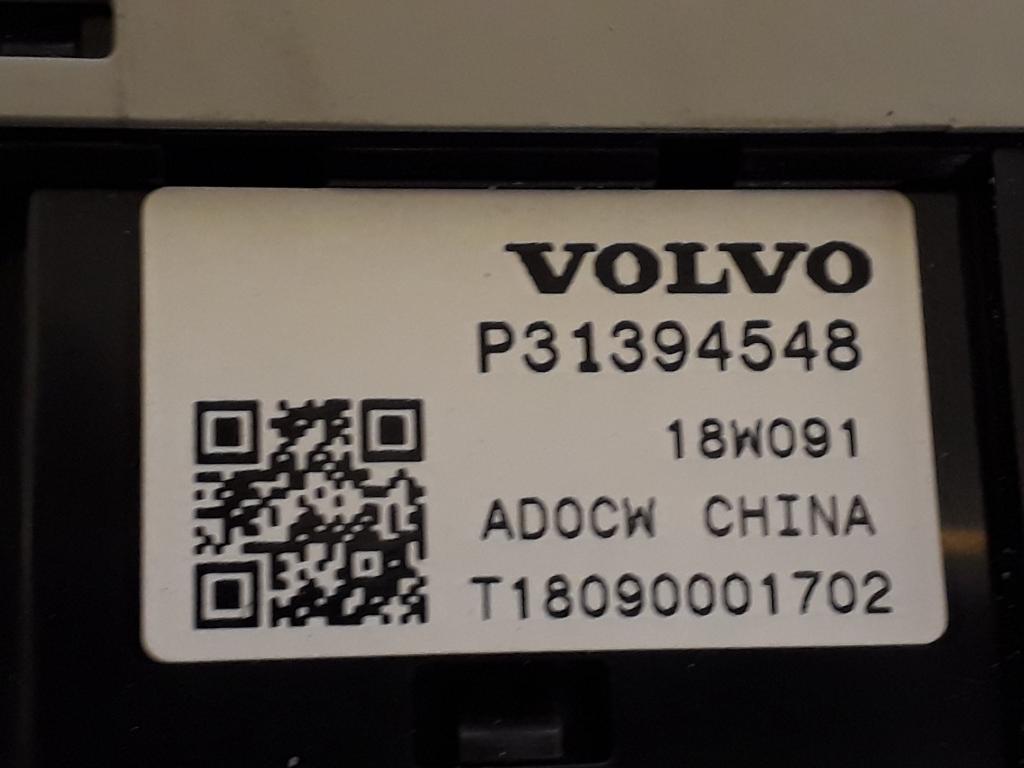 VOLVO
P31394548
18W091
ADOCW CHINA
T18090001702